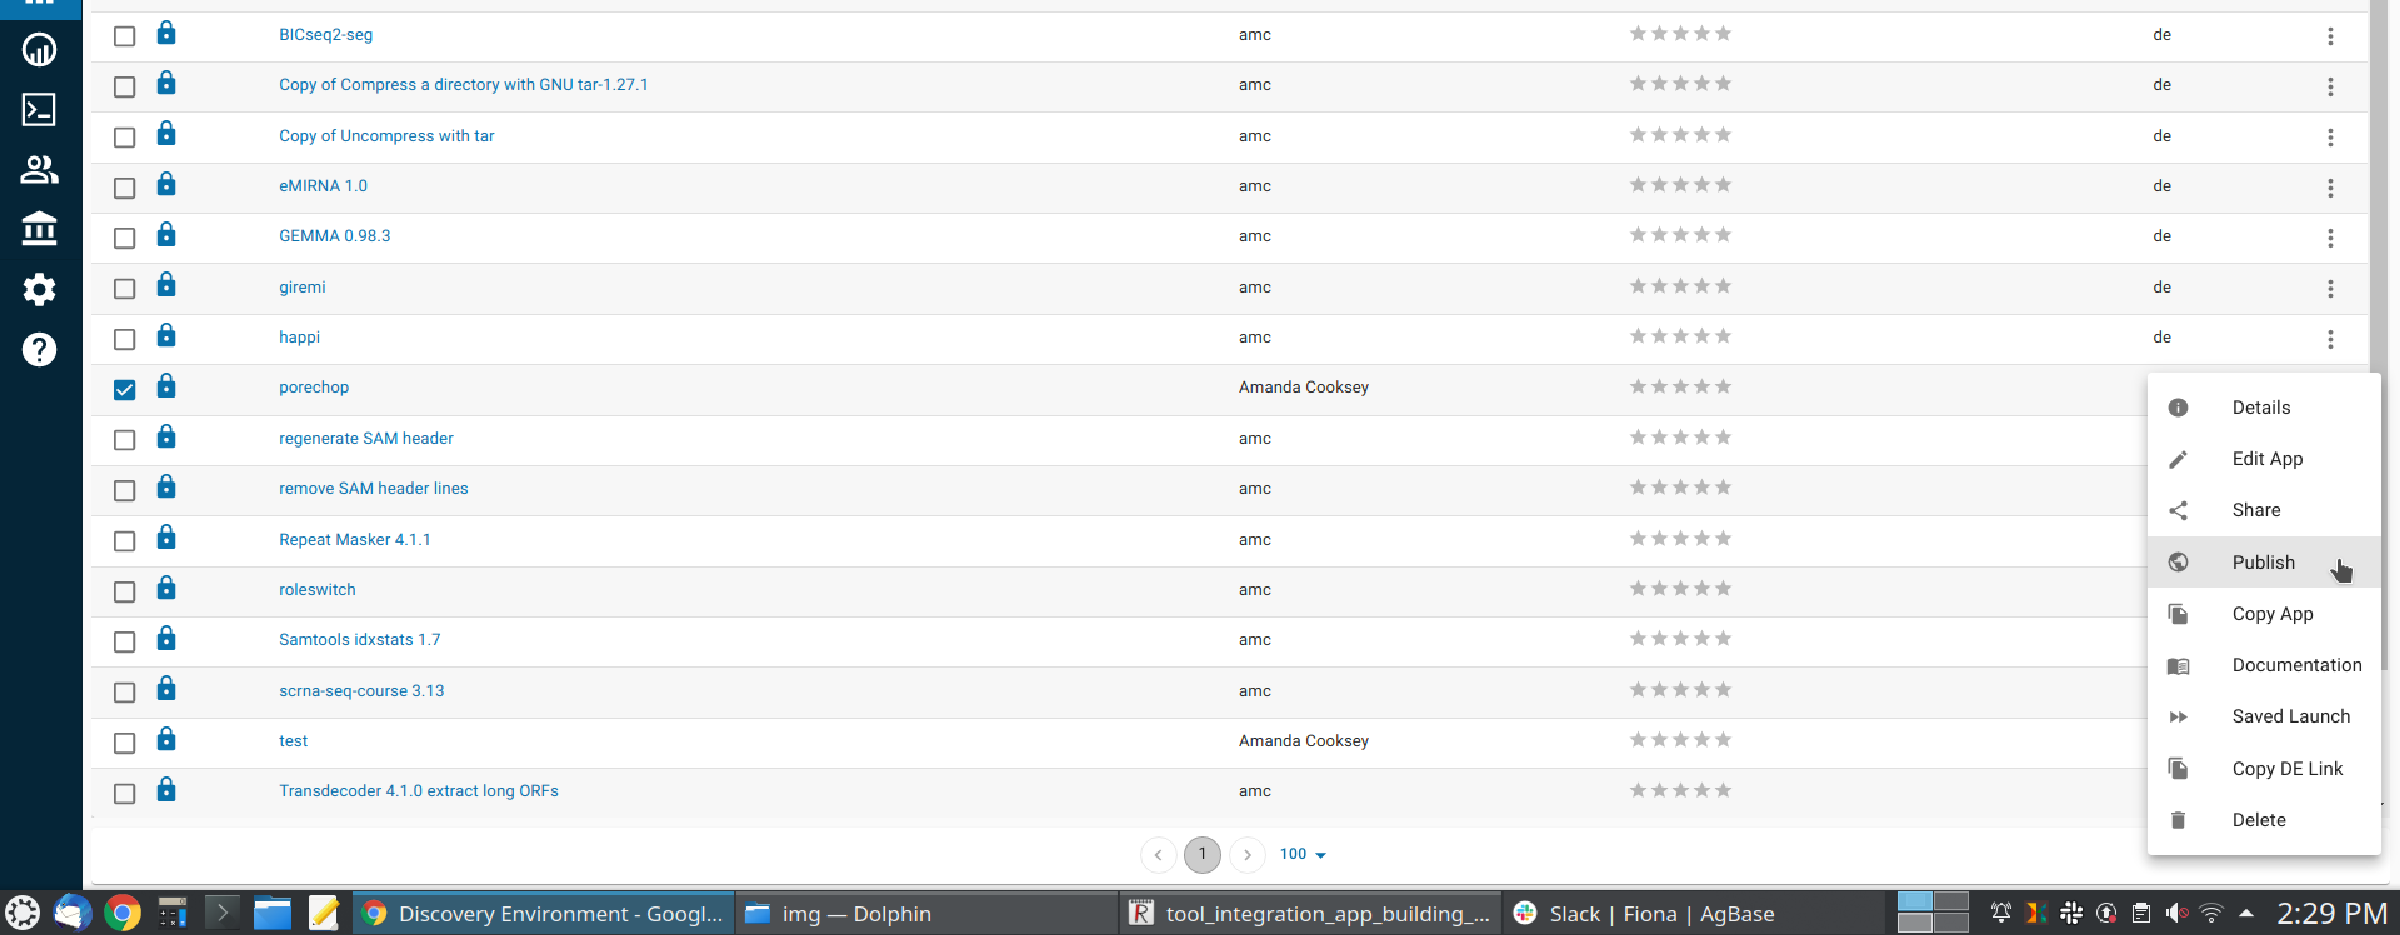 BICseq2-seg amc de
Copy of Compress a directory with GNU tar-1.27.1 amc de
Copy of Uncompress with tar amc de
eMIRNA 1.0 amc de
GEMMA 0.98.3 amc de
giremi amc de
happi amc de
porechop Amanda Cooksey
Details
regenerate SAM header amc
Edit App
remove SAM header lines amc
Share
Repeat Masker 4.1.1 amc
Publish
roleswitch amc
Copy App
Samtools idxstats 1.7 amc
Documentation
scrna-seq-course 3.13 amc
Saved Launch
test Amanda Cooksey
Copy DE Link
Transdecoder 4.1.0 extract long ORFs amc
Delete
1 100
Discovery Environment - Googl... img — Dolphin R tool_integration_app_building_... Slack | Fiona | AgBase 2:29 PM